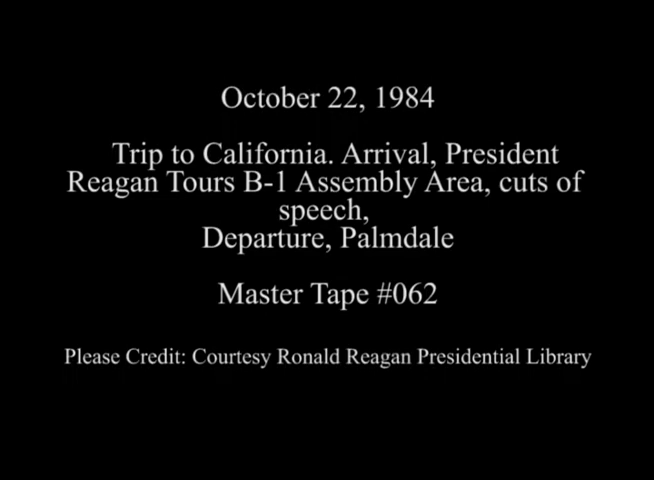 October 22, 1984
Trip to California. Arrival, President
Reagan Tours B-1 Assembly Area, cuts of
speech,
Departure, Palmdale
Master Tape #062
Please Credit: Courtesy Ronald Reagan Presidential Library